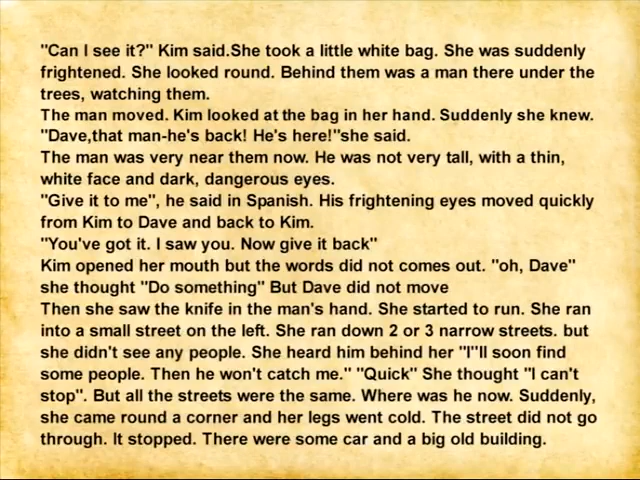 "Can I see it?" Kim said.She took a little white bag. She was suddenly
frightened. She looked round. Behind them was a man there under the
trees, watching them.
The man moved. Kim looked at the bag in her hand. Suddenly she knew.
"Dave,that man-he's back! He's here!"she said.
The man was very near them now. He was not very tall, with a thin,
white face and dark, dangerous eyes.
"Give it to me", he said in Spanish. His frightening eyes moved quickly
from Kim to Dave and back to Kim.
"You've got it. I saw you. Now give it back"
Kim opened her mouth but the words did not comes out. "oh, Dave"
she thought "Do something" But Dave did not move
Then she saw the knife in the man's hand. She started to run. She ran
into a small street on the left. She ran down 2 or 3 narrow streets. but
she didn't see any people. She heard him behind her "I"ll soon find
some people. Then he won't catch me." "Quick" She thought "I can't
stop". But all the streets were the same. Where was he now. Suddenly,
she came round a corner and her legs went cold. The street did not go
through. It stopped. There were some car and a big old building.